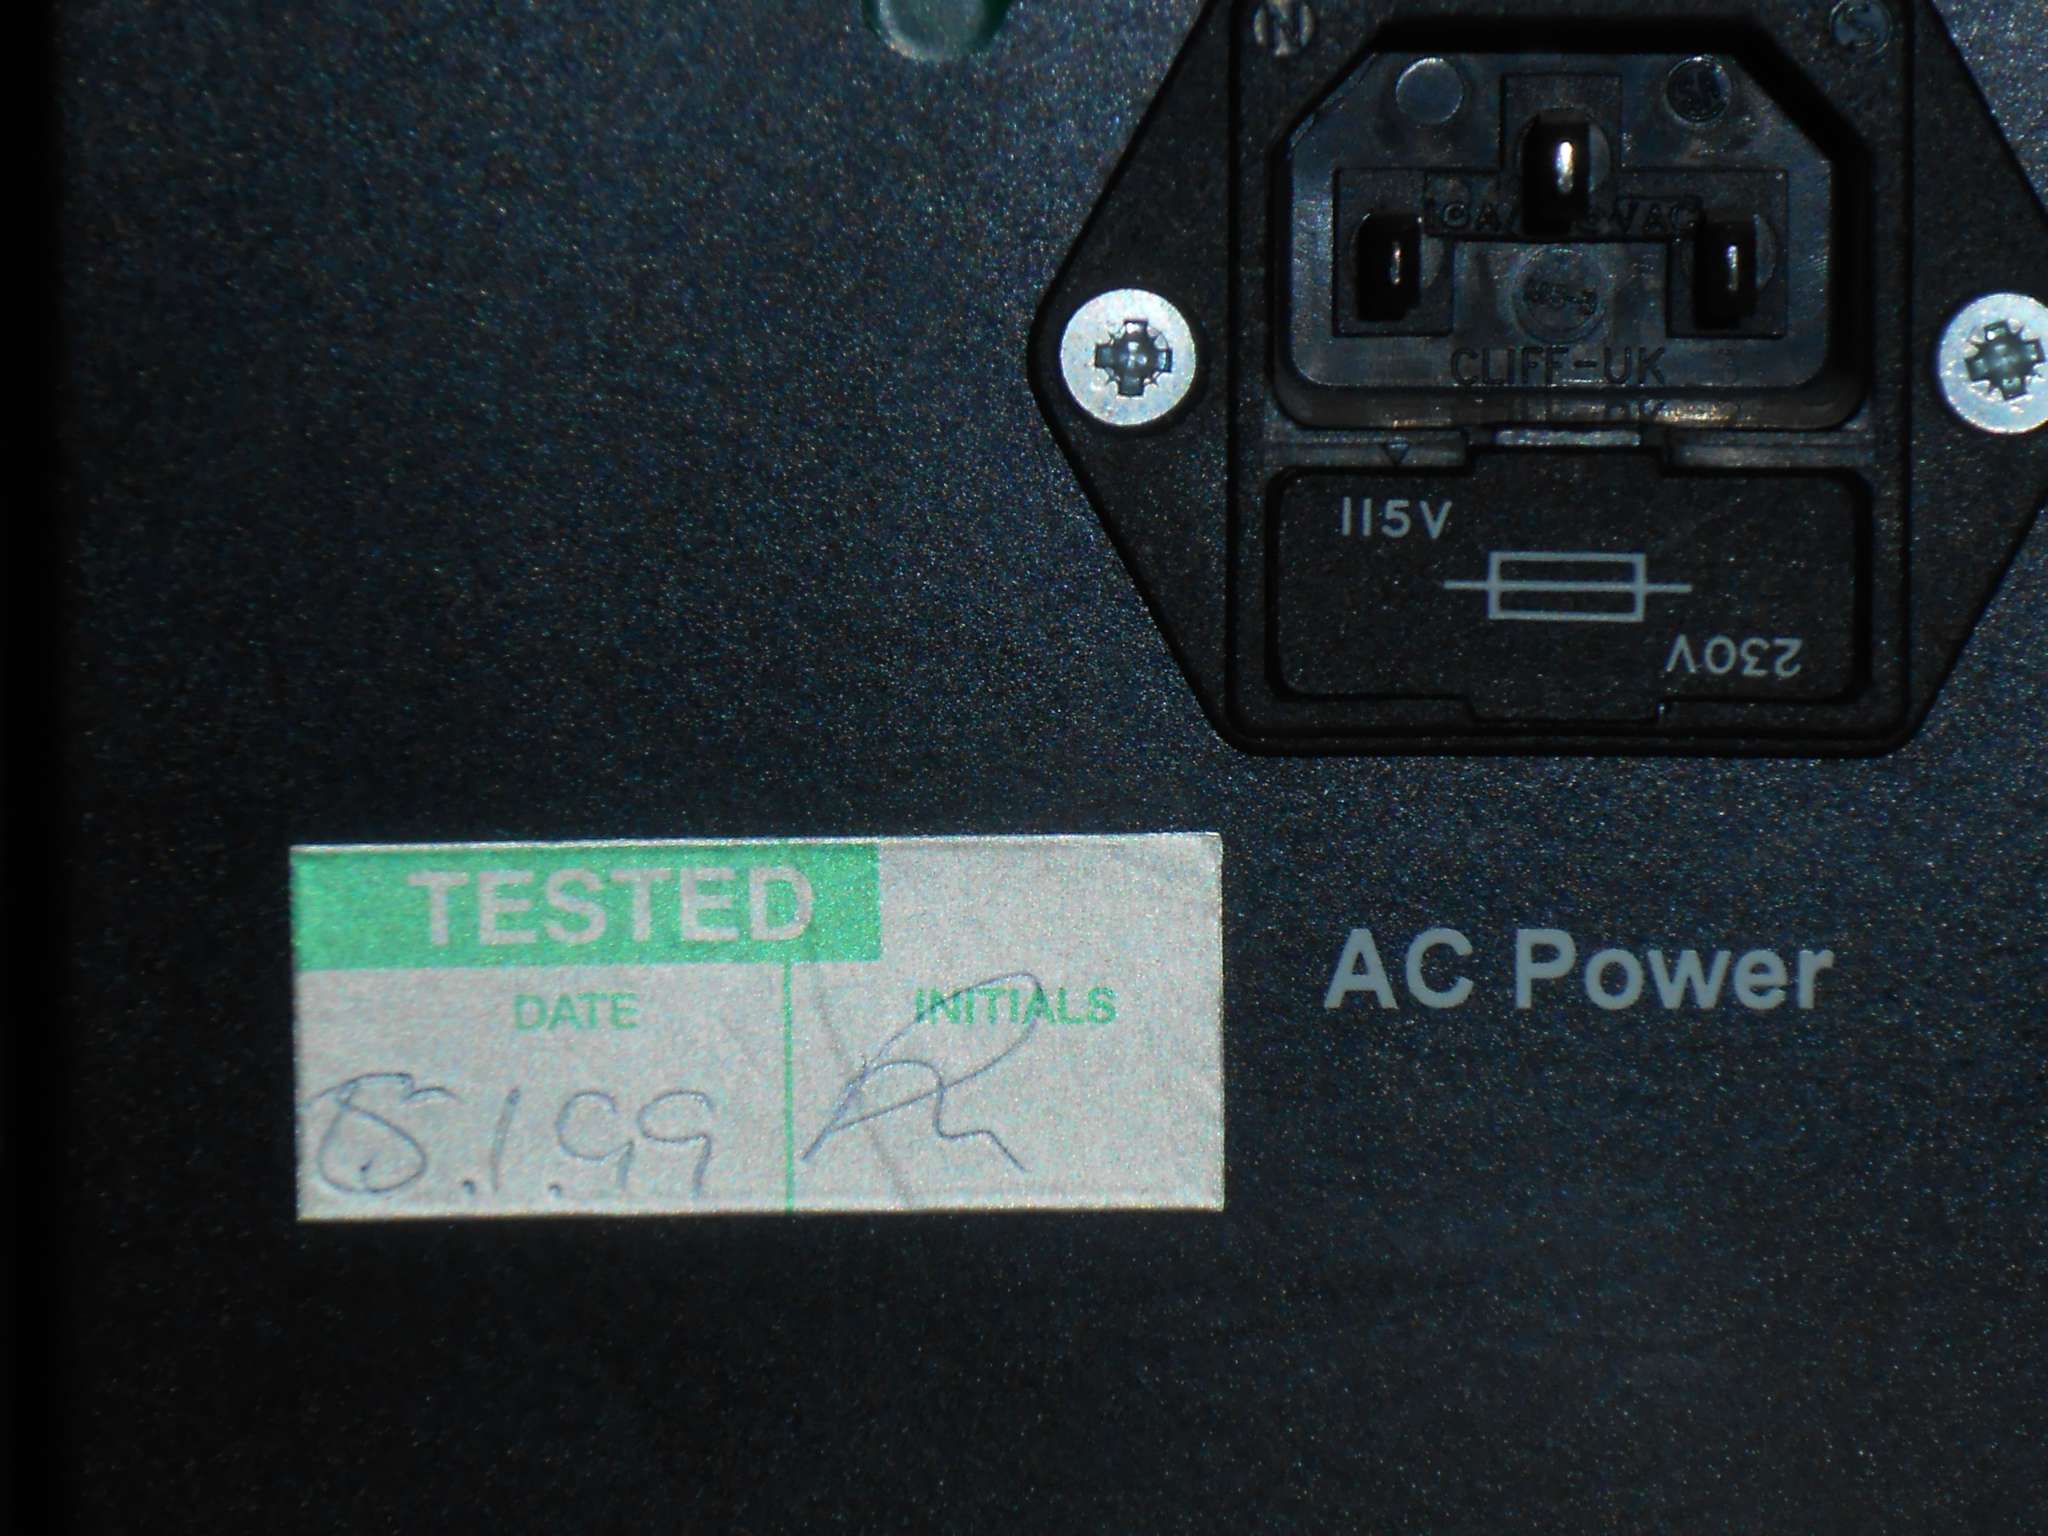 CLIFF-UK
115V
230V
TESTED
DATE
INITIALS
8.1.99
AC Power